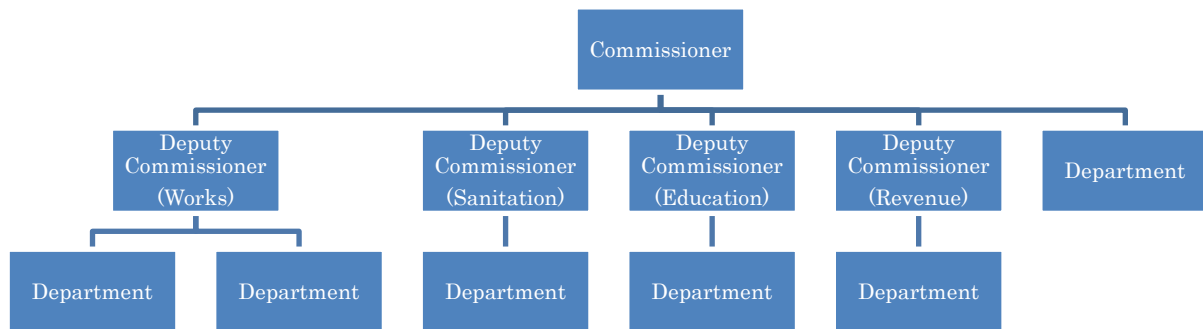 Commissioner
Deputy
Commissioner
(Works)
Deputy
Commissioner
(Sanitation)
Deputy
Commissioner
(Education)
Deputy
Commissioner
(Revenue)
Department
Department
Department
Department
Department
Department